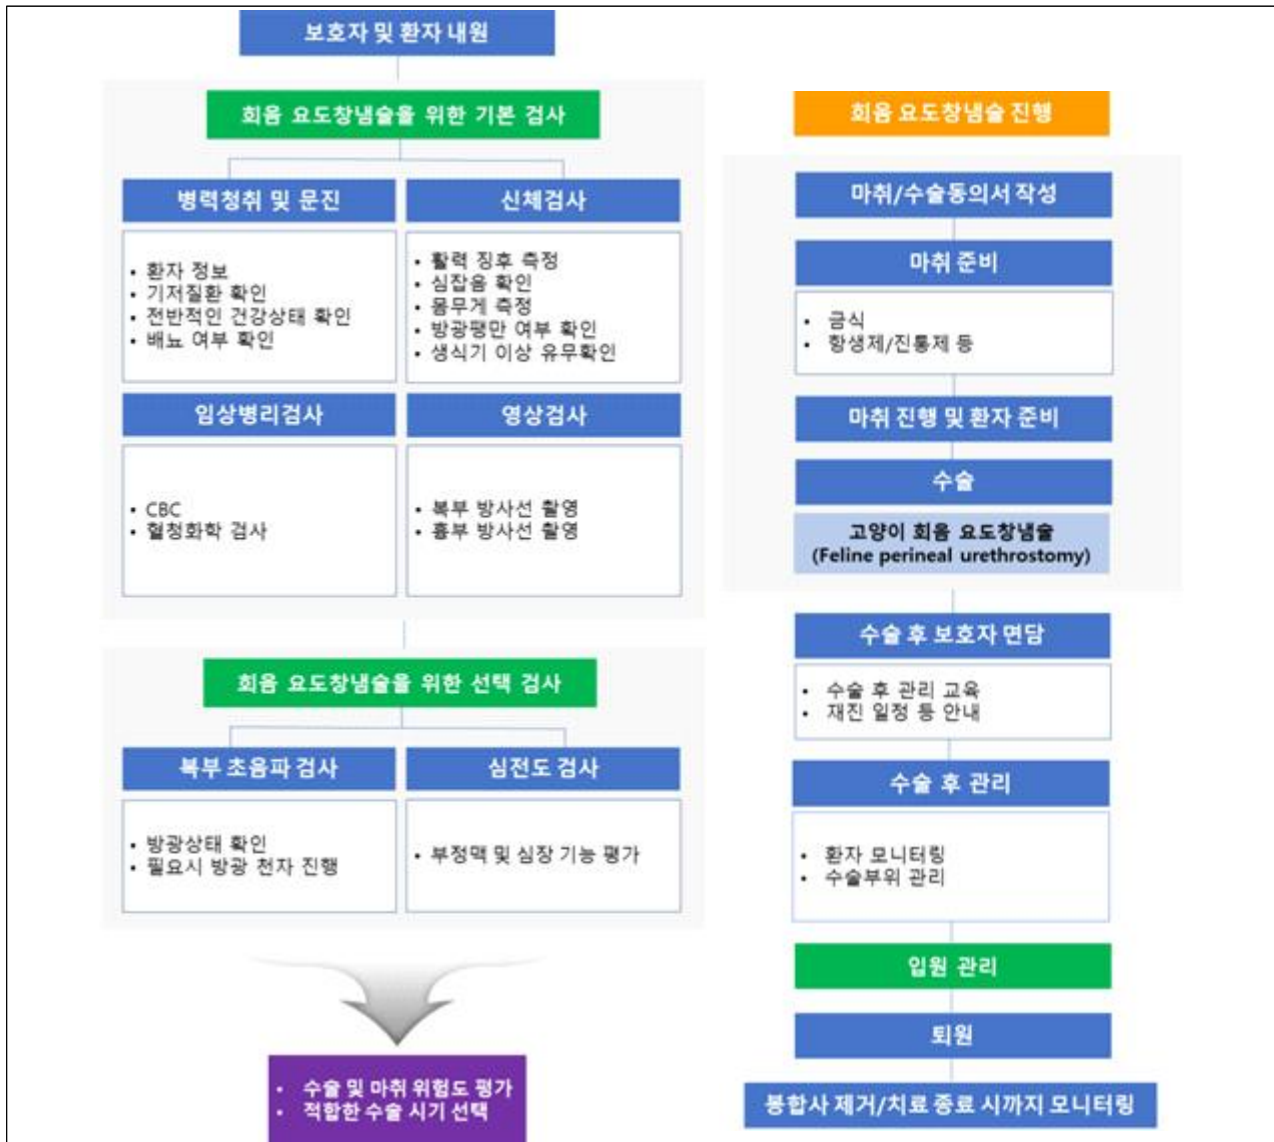 보호자 및 환자 내원
회음 요도창냄술을 위한 기본 검사
병력청취 및 문진
• 환자 정보
• 기저질환 확인
• 전반적인 건강상태 확인
• 배뇨 여부 확인
신체검사
• 활력 징후 측정
• 심잡음 확인
• 몸무게 측정
• 방광팽만 여부 확인
• 생식기 이상 유무확인
임상병리검사
• CBC
• 혈청화학 검사
영상검사
• 복부 방사선 촬영
• 흉부 방사선 촬영
회음 요도창냄술을 위한 선택 검사
복부 초음파 검사
• 방광상태 확인
• 필요시 방광 천자 진행
심전도 검사
• 부정맥 및 심장 기능 평가
• 수술 및 마취 위험도 평가
• 적합한 수술 시기 선택
회음 요도창냄술 진행
마취/수술동의서 작성
마취 준비
• 금식
• 항생제/진통제 등
마취 진행 및 환자 준비
수술
고양이 회음 요도창냄술
(Feline perineal urethrostomy)
수술 후 보호자 면담
• 수술 후 관리 교육
• 재진 일정 등 안내
수술 후 관리
• 환자 모니터링
• 수술부위 관리
입원 관리
퇴원
봉합사 제거/치료 종료 시까지 모니터링